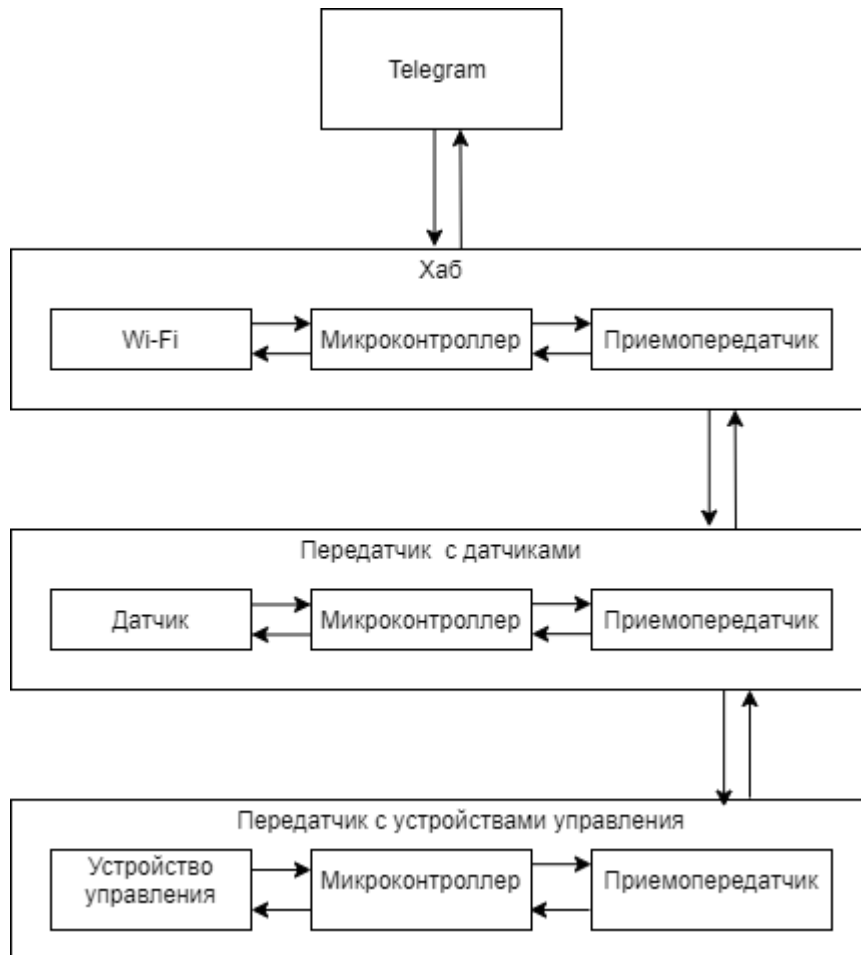 Telegram
Хаб
Wi-Fi
Микроконтроллер
Приемопередатчик
Передатчик с датчиками
Датчик
Микроконтроллер
Приемопередатчик
Передатчик с устройствами управления
Устройство
управления
Микроконтроллер
Приемопередатчик